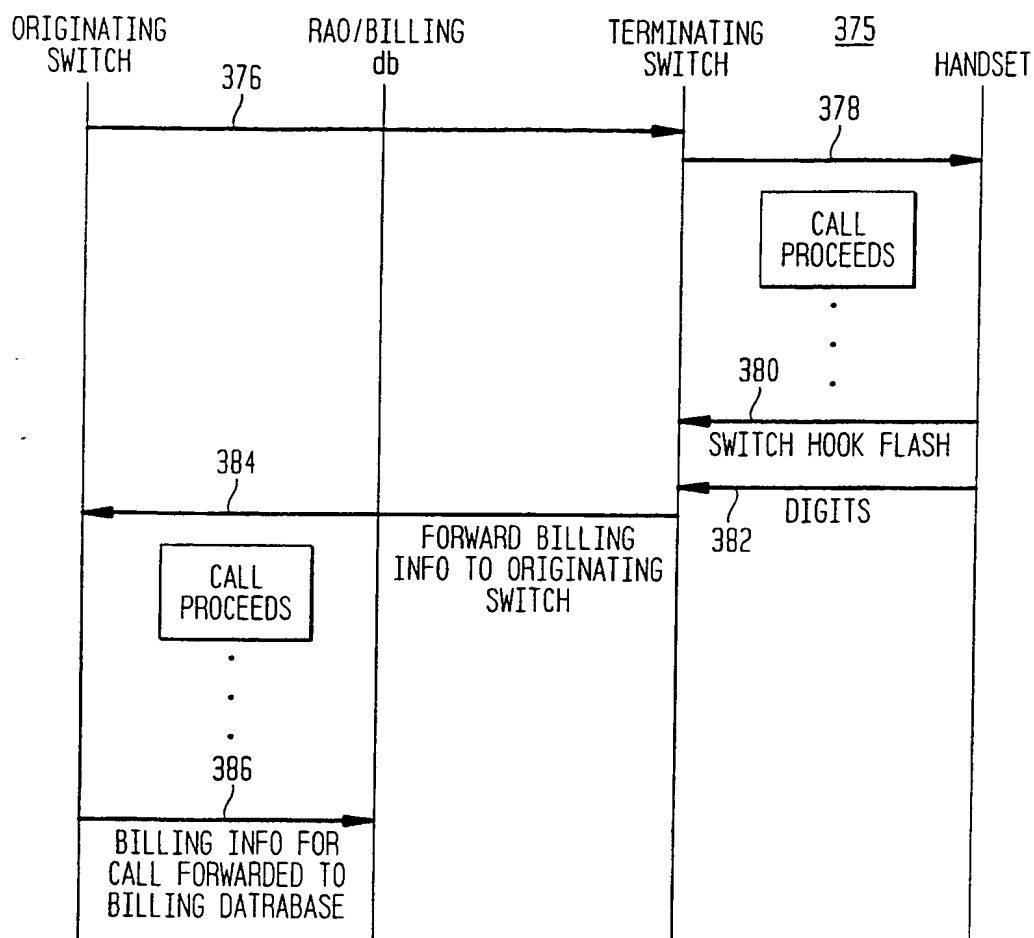 ORIGINATING
SWITCH
RAO/BILLING
db
TERMINATING
SWITCH
375
HANDSET
376
378
CALL
PROCEEDS
380
SWITCH HOOK FLASH
384
382
DIGITS
FORWARD BILLING
INFO TO ORIGINATING
SWITCH
CALL
PROCEEDS
386
BILLING INFO FOR
CALL FORWARDED TO
BILLING DATRABASE